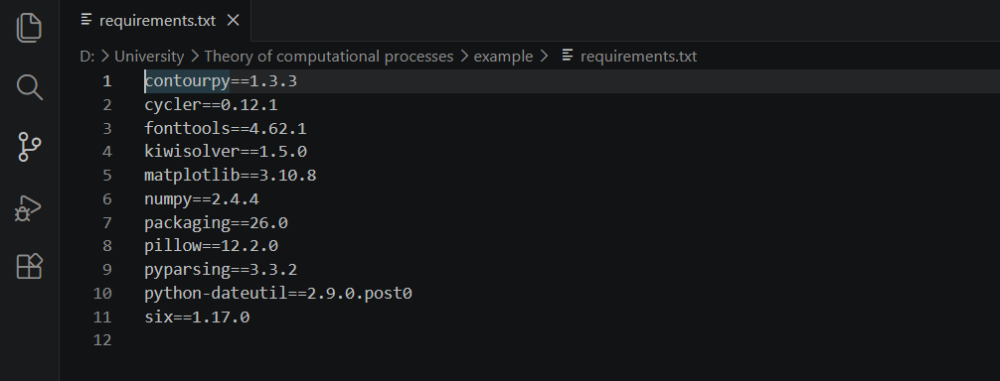 requirements.txt
D: > University > Theory of computational processes > example > requirements.txt
1 contourpy==1.3.3
2 cycler==0.12.1
3 fonttools==4.62.1
4 kiwisolver==1.5.0
5 matplotlib==3.10.8
6 numpy==2.4.4
7 packaging==26.0
8 pillow==12.2.0
9 pyparsing==3.3.2
10 python-dateutil==2.9.0.post0
11 six==1.17.0
12